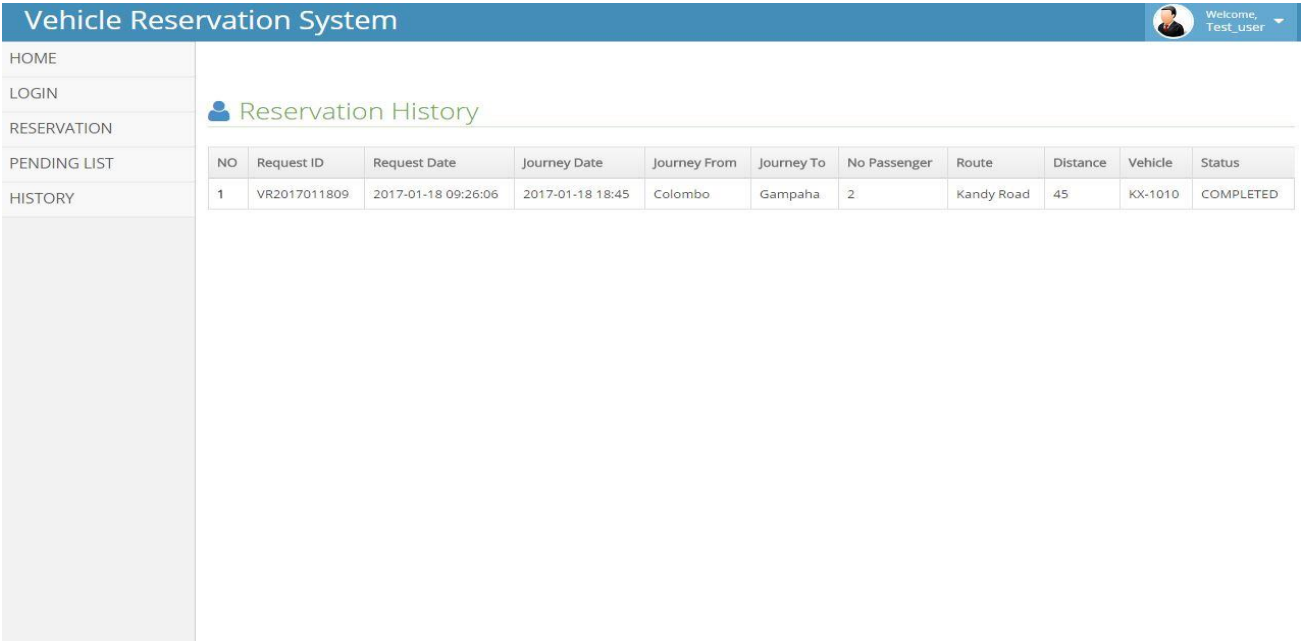 Vehicle Reservation System
Welcome,
Test_user
HOME
LOGIN
RESERVATION
PENDING LIST
HISTORY
Reservation History
NO Request ID Request Date Journey Date Journey From Journey To No Passenger Route Distance Vehicle Status
1 VR2017011809 2017-01-18 09:26:06 2017-01-18 18:45 Colombo Gampaha 2 Kandy Road 45 KX-1010 COMPLETED